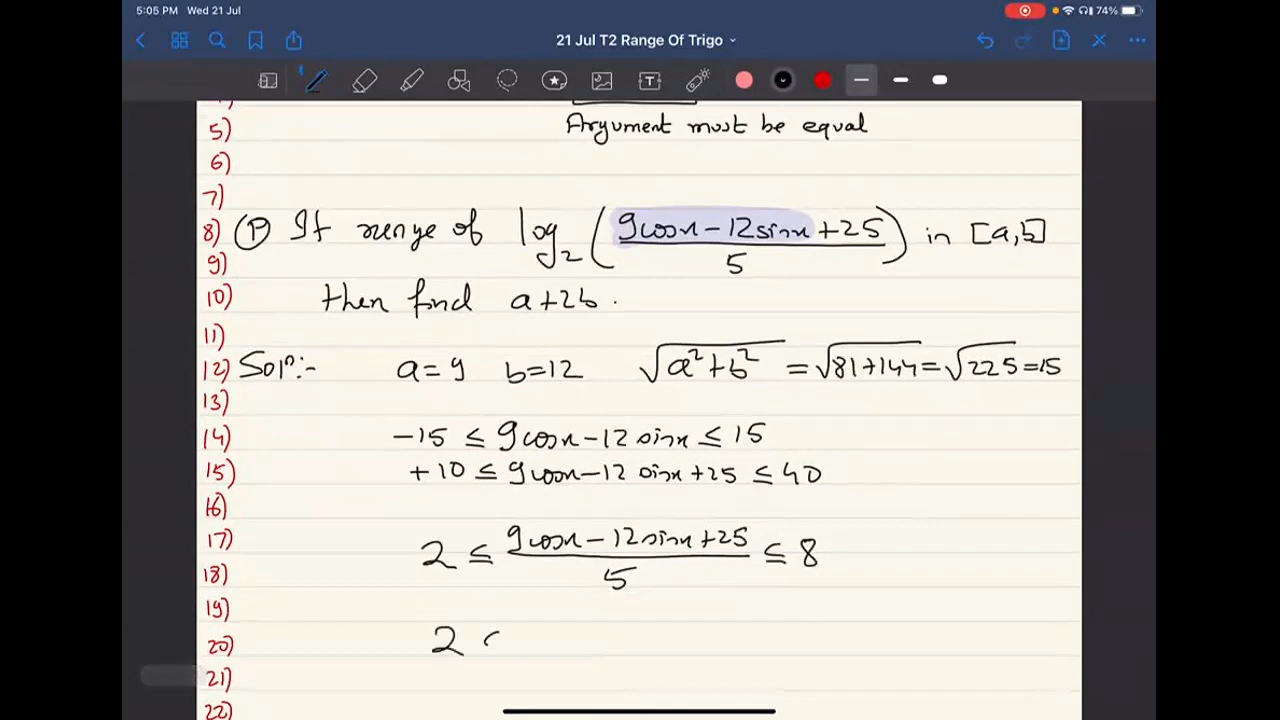 5:05 PM Wed 21 Jul 74%
21 Jul T2 Range Of Trigo
5) Argument must be equal
6)
7)
8) (P) If range of log₂ ( (9cosx − 12sinx + 25) / 5 ) in [a,b]
9)
10) then find a+2b.
11)
12) Solⁿ:- a=9 b=12 √(a²+b²) = √(81+144) = √225 = 15
13)
14) −15 ≤ 9cosx − 12 sinx ≤ 15
15) +10 ≤ 9cosx − 12 sinx + 25 ≤ 40
16)
17) 2 ≤ (9cosx − 12sinx + 25) / 5 ≤ 8
18)
19)
20) 2
21)
22)